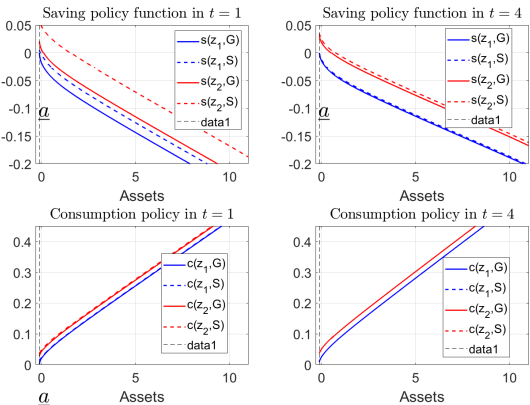 Saving policy function in t = 1
0.05
0
-0.05
-0.1
-0.15
-0.2
s(z1,G)
s(z1,S)
s(z2,G)
s(z2,S)
data1
a
0 5 10
Assets
Saving policy function in t = 4
0.05
0
-0.05
-0.1
-0.15
-0.2
s(z1,G)
s(z1,S)
s(z2,G)
s(z2,S)
data1
a
0 5 10
Assets
Consumption policy in t = 1
0.4
0.3
0.2
0.1
0
c(z1,G)
c(z1,S)
c(z2,G)
c(z2,S)
data1
0 5 10
a
Assets
Consumption policy in t = 4
0.4
0.3
0.2
0.1
0
c(z1,G)
c(z1,S)
c(z2,G)
c(z2,S)
data1
0 5 10
a
Assets